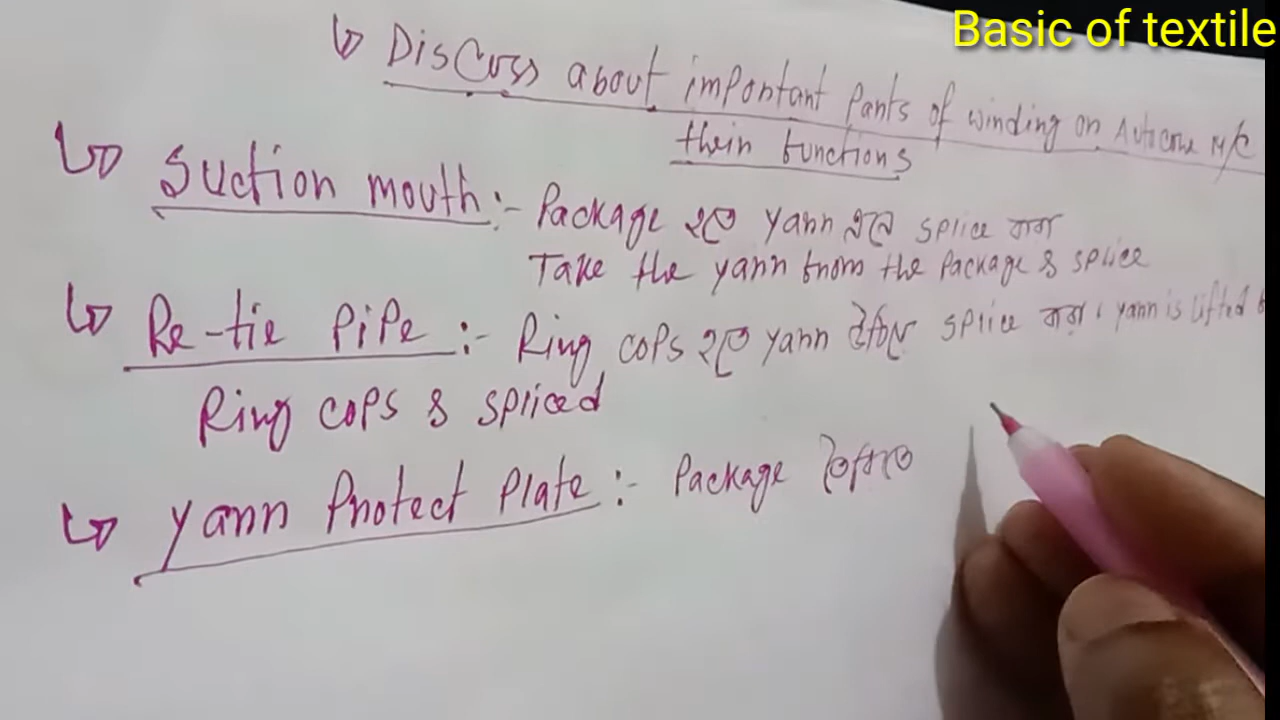 Basic of textile
↳ Discuss about important parts of winding on Autocone M/C
their functions
↳ Suction mouth :- Package হতে yarn এনে splice করা
Take the yarn from the package & splice
↳ Re-tie pipe :- Ring cops হতে yarn উঠিয়ে splice করা। yarn is lifted
Ring cops & spliced
↳ Yarn Protect Plate :- Package তৈরিতে